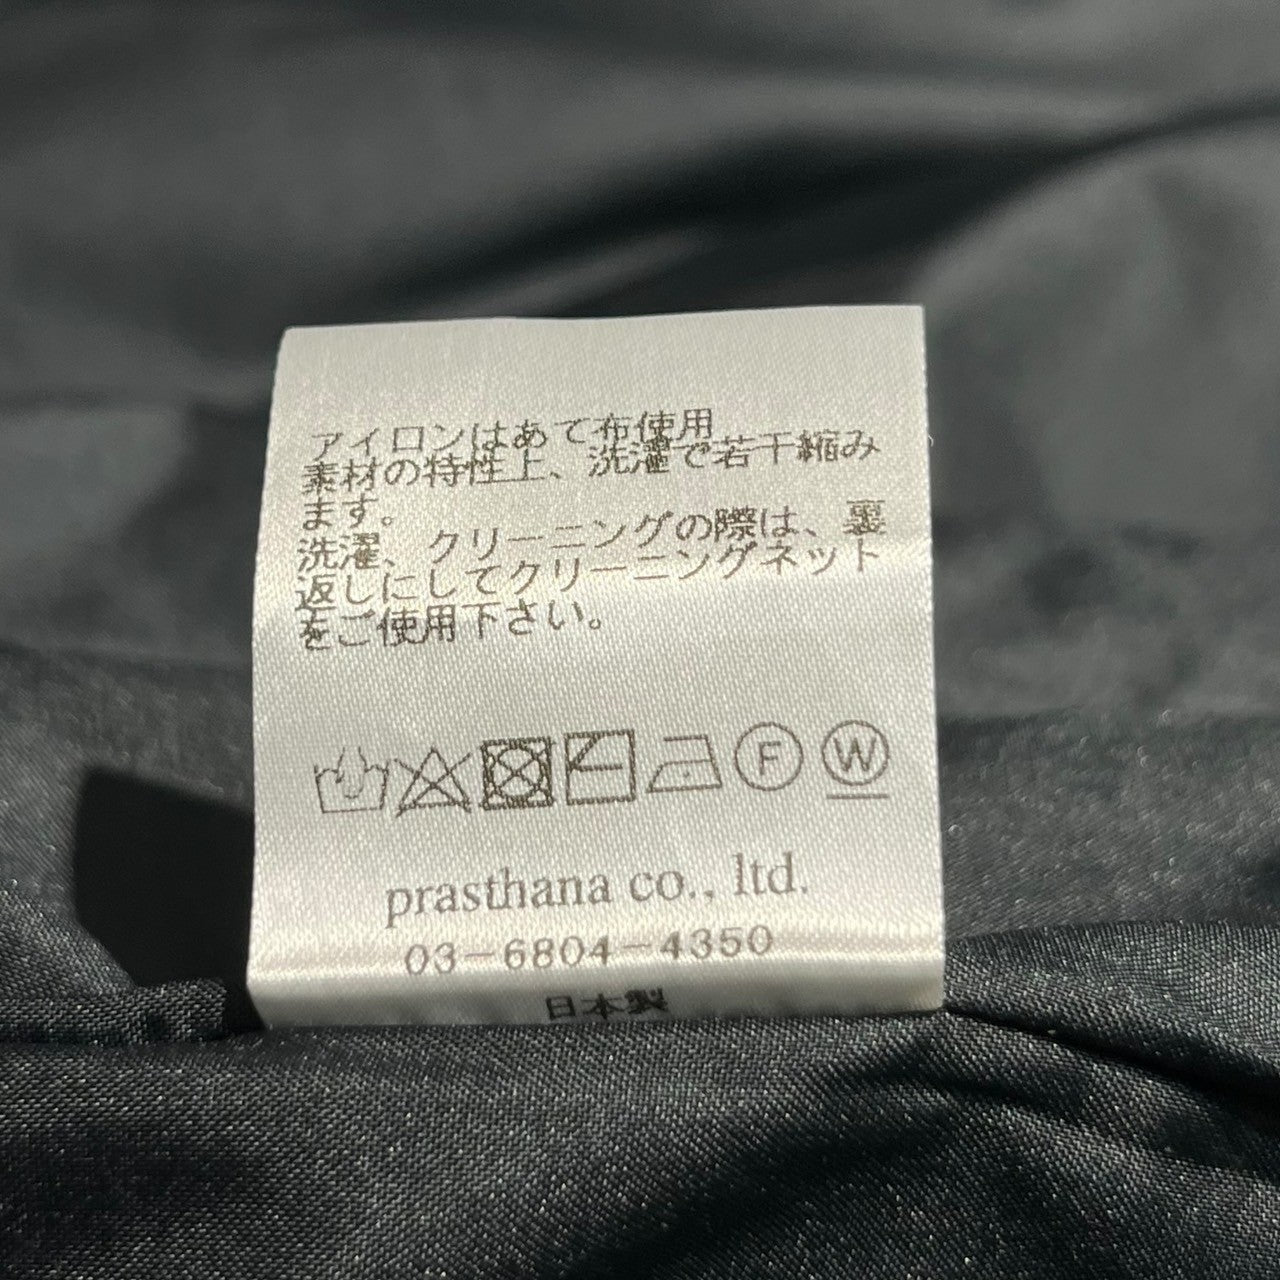 アイロンはあて布使用
素材の特性上、洗濯で若干縮み
ます。
洗濯、クリーニングの際は、裏
返しにしてクリーニングネット
をご使用下さい。
F W
prasthana co., ltd.
03-6804-4350
日本製